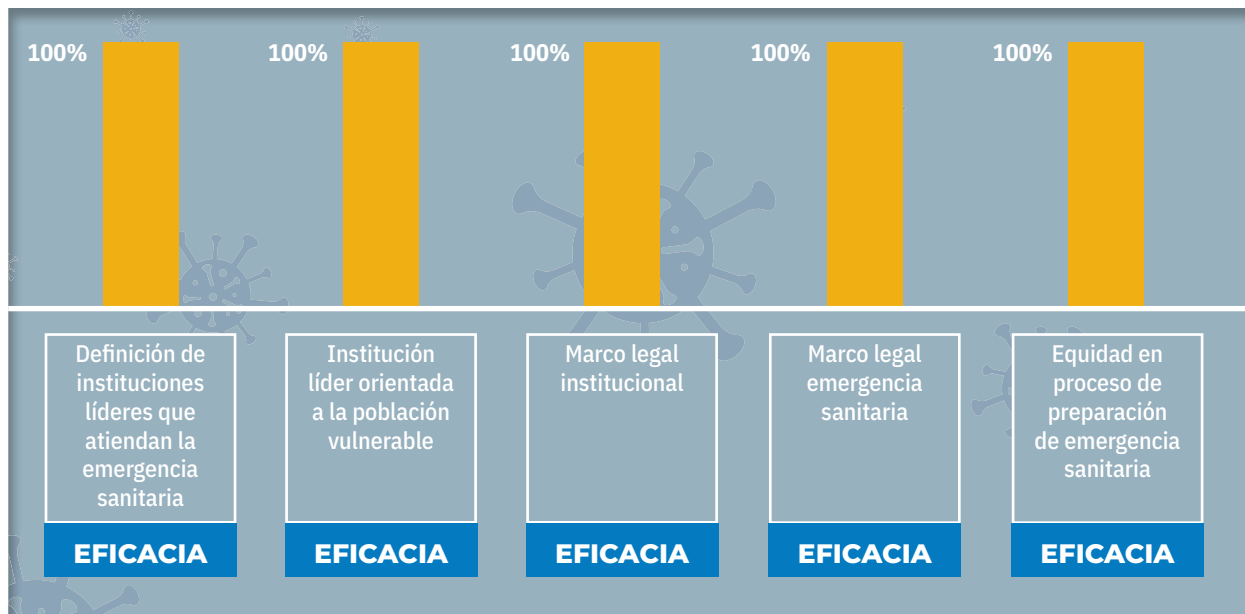 100%
100%
100%
100%
100%
Definición de
instituciones
líderes que
atiendan la
emergencia
sanitaria
EFICACIA
Institución
líder orientada
a la población
vulnerable
EFICACIA
Marco legal
institucional
EFICACIA
Marco legal
emergencia
sanitaria
EFICACIA
Equidad en
proceso de
preparación
de emergencia
sanitaria
EFICACIA